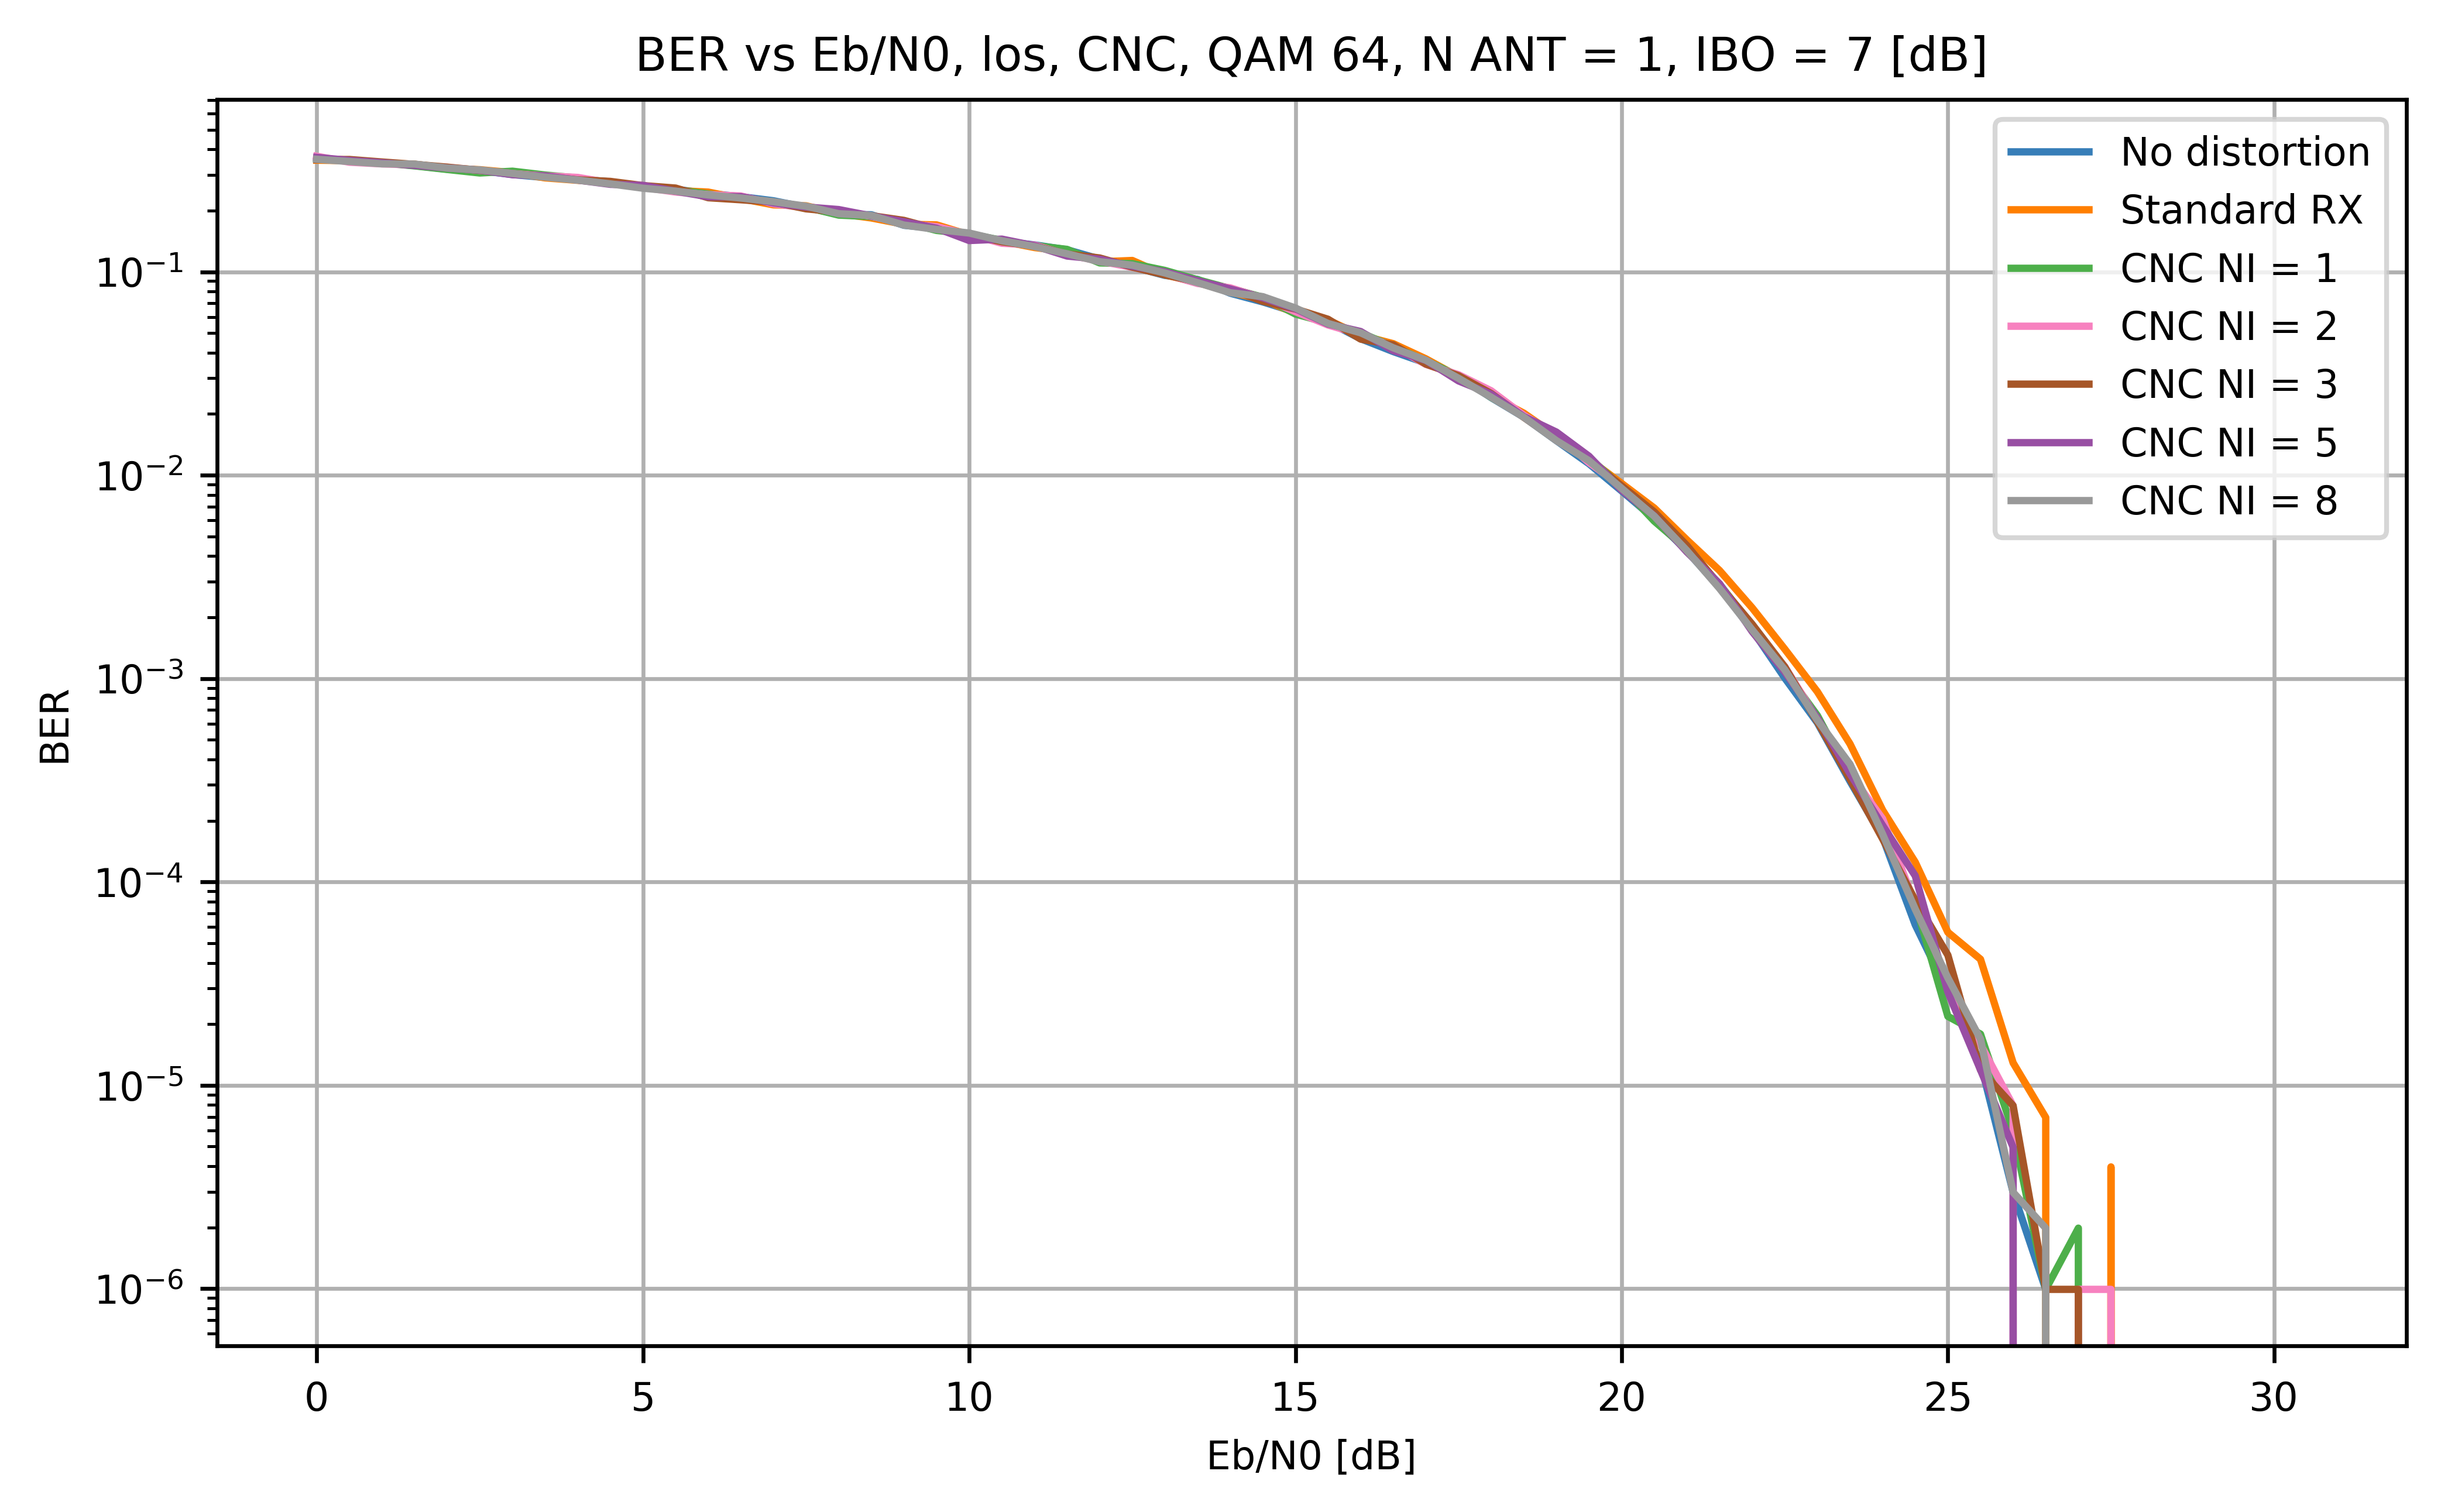 BER vs Eb/N0, los, CNC, QAM 64, N ANT = 1, IBO = 7 [dB]
No distortion
Standard RX
CNC NI = 1
CNC NI = 2
CNC NI = 3
CNC NI = 5
CNC NI = 8
BER
10⁻¹
10⁻²
10⁻³
10⁻⁴
10⁻⁵
10⁻⁶
0 5 10 15 20 25 30
Eb/N0 [dB]